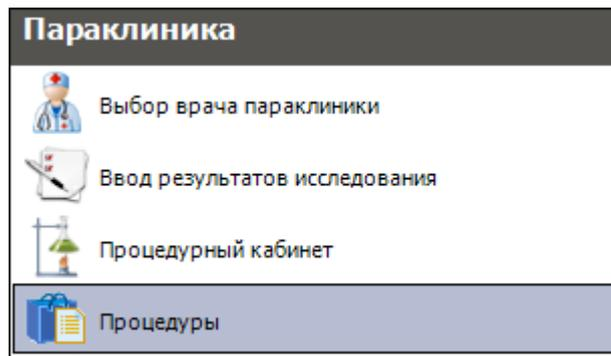 Параклиника
Выбор врача параклиники
Ввод результатов исследования
Процедурный кабинет
Процедуры